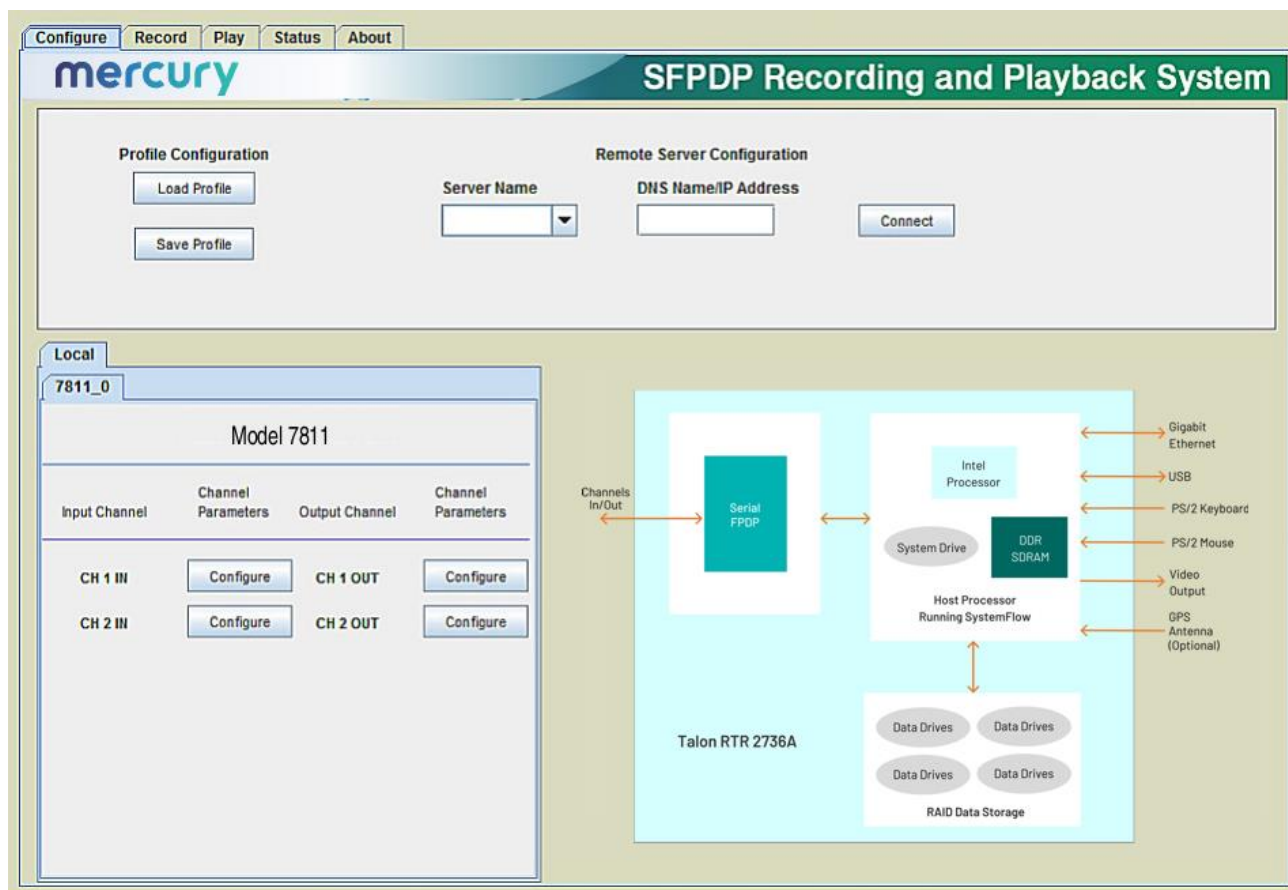 Configure Record Play Status About
mercury
SFPDP Recording and Playback System
Profile Configuration
Load Profile
Save Profile
Remote Server Configuration
Server Name
DNS Name/IP Address
Connect
Local
7811_0
Model 7811
Input Channel
Channel
Parameters
Output Channel
Channel
Parameters
CH 1 IN Configure CH 1 OUT Configure
CH 2 IN Configure CH 2 OUT Configure
Channels
In/Out
Serial
FPDP
Intel
Processor
System Drive
DDR
SDRAM
Host Processor
Running SystemFlow
Gigabit
Ethernet
USB
PS/2 Keyboard
PS/2 Mouse
Video
Output
GPS
Antenna
(Optional)
Talon RTR 2736A
Data Drives Data Drives
Data Drives Data Drives
RAID Data Storage